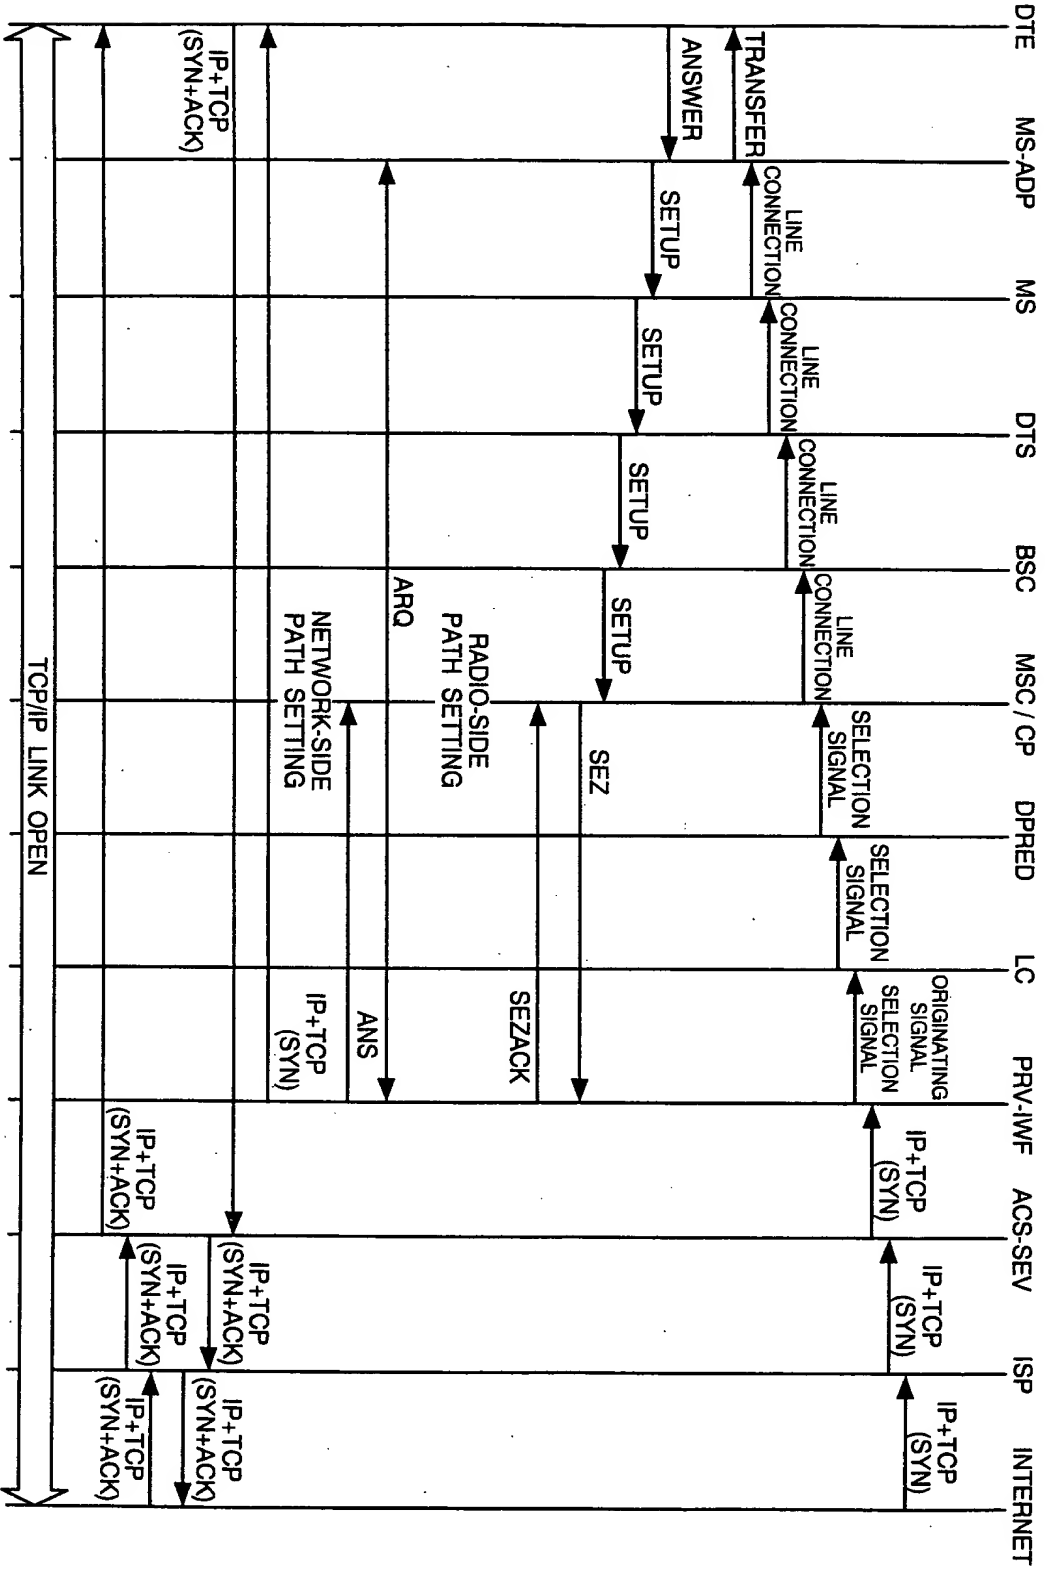 DTE
MS-ADP
MS
DTS
BSC
MSC / CP
DPRED
LC
PRV-IWF
ACS-SEV
ISP
INTERNET
IP+TCP
(SYN)
IP+TCP
(SYN)
IP+TCP
(SYN)
ORIGINATING
SIGNAL
SELECTION
SIGNAL
SELECTION
SIGNAL
SELECTION
SIGNAL
LINE
CONNECTION
LINE
CONNECTION
LINE
CONNECTION
LINE
CONNECTION
TRANSFER
ANSWER
SETUP
SETUP
SETUP
SETUP
SEZ
SEZACK
RADIO-SIDE
PATH SETTING
ARQ
ANS
NETWORK-SIDE
PATH SETTING
IP+TCP
(SYN)
IP+TCP
(SYN+ACK)
IP+TCP
(SYN+ACK)
IP+TCP
(SYN+ACK)
IP+TCP
(SYN+ACK)
IP+TCP
(SYN+ACK)
IP+TCP
(SYN+ACK)
TCP/IP LINK OPEN